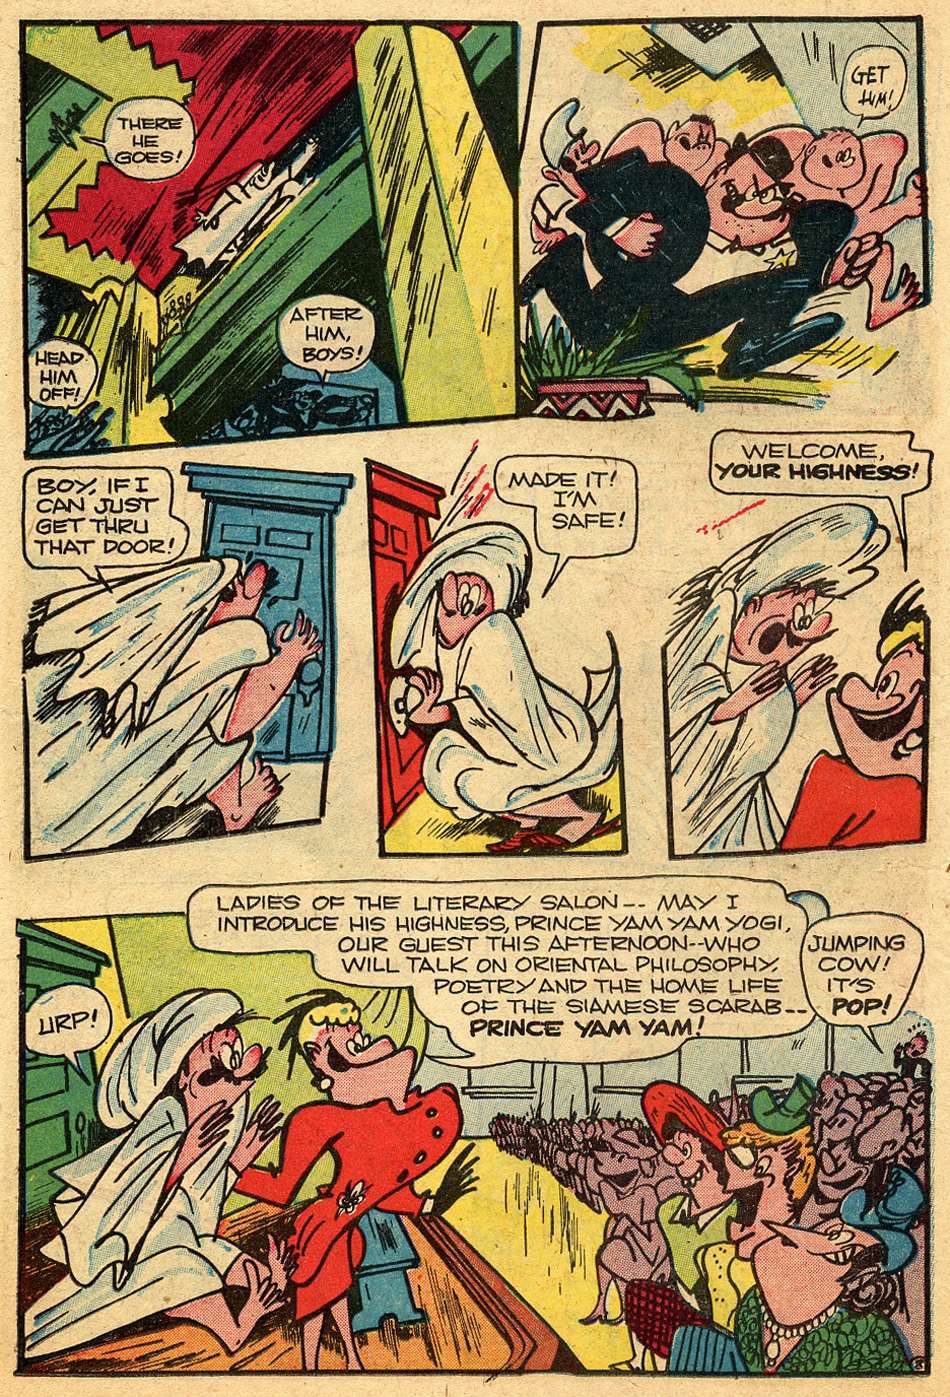 THERE
HE
GOES!
HEAD
HIM
OFF!
AFTER
HIM,
BOYS!
GET
HIM!
BOY, IF I
CAN JUST
GET THRU
THAT DOOR!
MADE IT!
I'M
SAFE!
WELCOME,
YOUR HIGHNESS!
URP!
LADIES OF THE LITERARY SALON -- MAY I
INTRODUCE HIS HIGHNESS, PRINCE YAM YAM YOGI,
OUR GUEST THIS AFTERNOON--WHO
WILL TALK ON ORIENTAL PHILOSOPHY,
POETRY AND THE HOME LIFE
OF THE SIAMESE SCARAB--
PRINCE YAM YAM!
JUMPING
COW!
IT'S
POP!